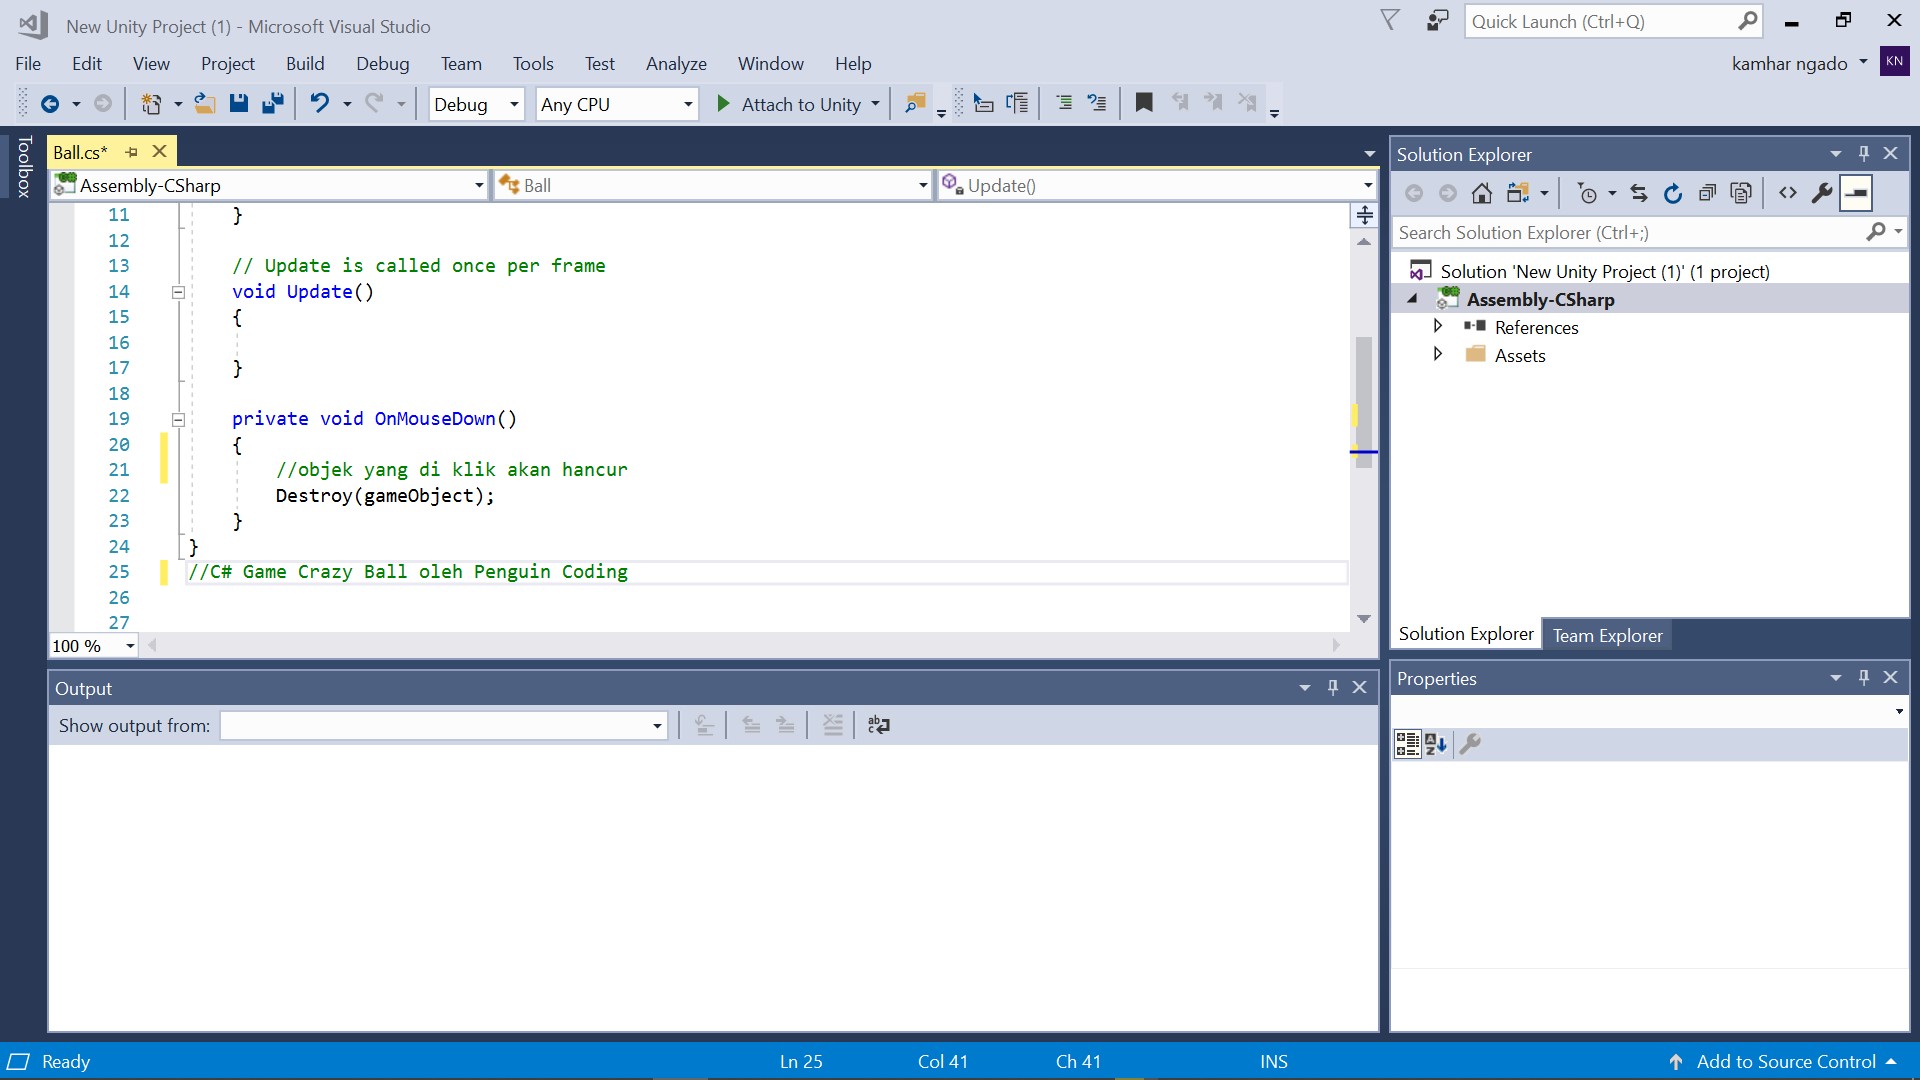 New Unity Project (1) - Microsoft Visual Studio
Quick Launch (Ctrl+Q)
File Edit View Project Build Debug Team Tools Test Analyze Window Help
kamhar ngado KN
Debug Any CPU Attach to Unity
Toolbox
Ball.cs*
Assembly-CSharp Ball Update()
11 }
12
13 // Update is called once per frame
14 void Update()
15 {
16
17 }
18
19 private void OnMouseDown()
20 {
21 //objek yang di klik akan hancur
22 Destroy(gameObject);
23 }
24 }
25 //C# Game Crazy Ball oleh Penguin Coding
26
27
100 %
Output
Show output from:
Solution Explorer
Search Solution Explorer (Ctrl+;)
Solution 'New Unity Project (1)' (1 project)
Assembly-CSharp
References
Assets
Solution Explorer Team Explorer
Properties
Ready Ln 25 Col 41 Ch 41 INS Add to Source Control